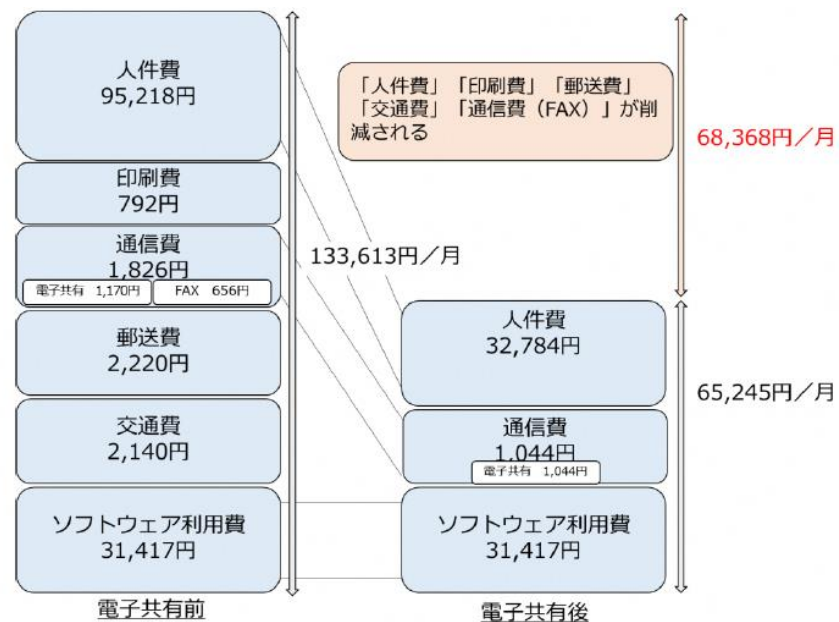 人件費
95,218円
印刷費
792円
通信費
1,826円
電子共有 1,170円
FAX 656円
郵送費
2,220円
交通費
2,140円
ソフトウェア利用費
31,417円
電子共有前
133,613円／月
「人件費」「印刷費」「郵送費」
「交通費」「通信費（FAX）」が削
減される
68,368円／月
人件費
32,784円
通信費
1,044円
電子共有 1,044円
ソフトウェア利用費
31,417円
電子共有後
65,245円／月